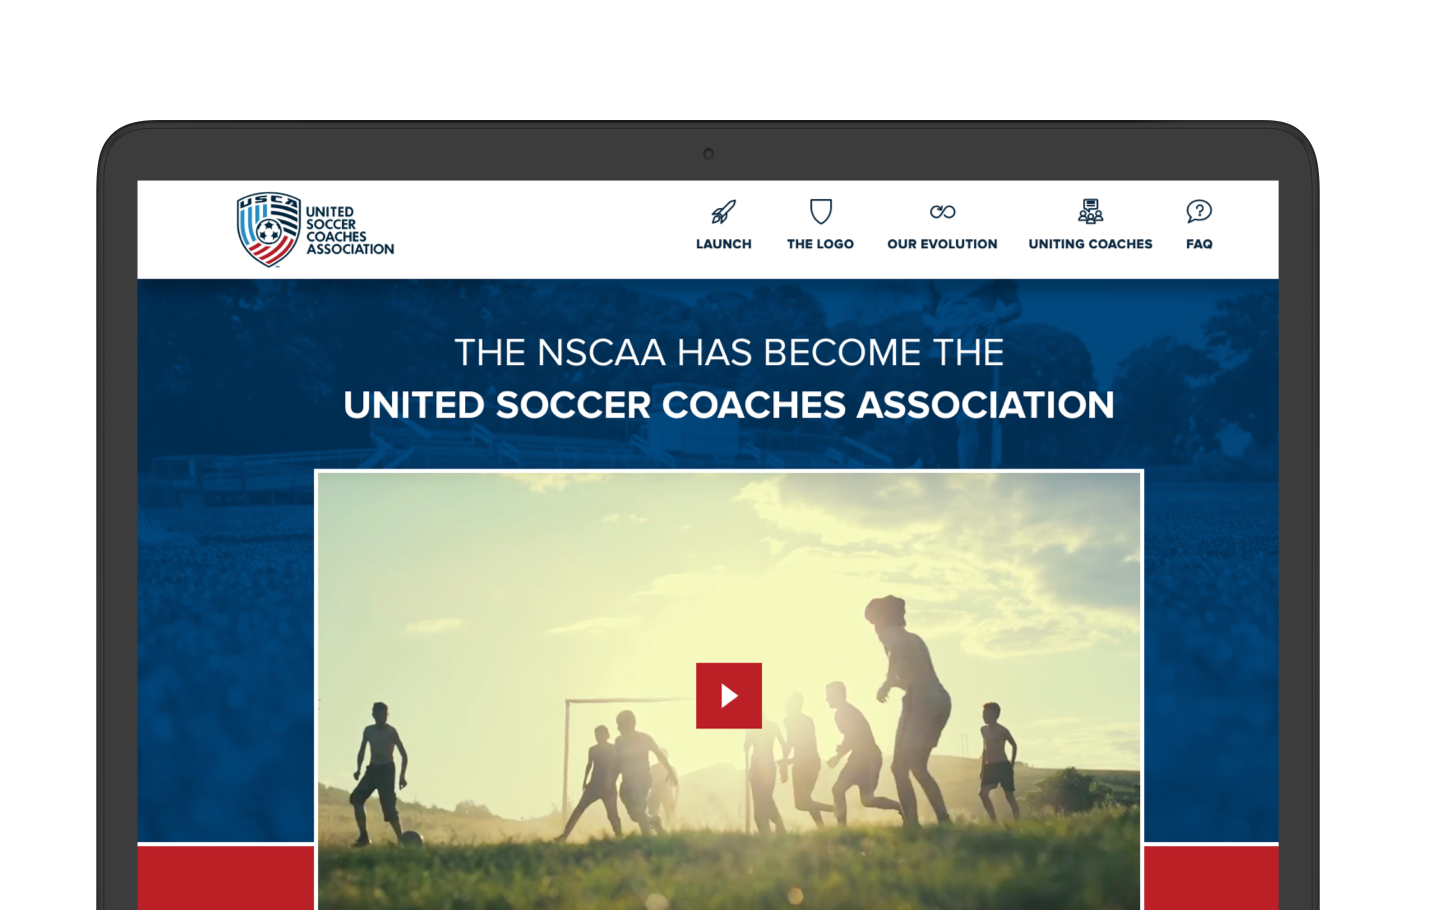 USCA
UNITED
SOCCER
COACHES
ASSOCIATION
LAUNCH
THE LOGO
OUR EVOLUTION
UNITING COACHES
FAQ
THE NSCAA HAS BECOME THE
UNITED SOCCER COACHES ASSOCIATION